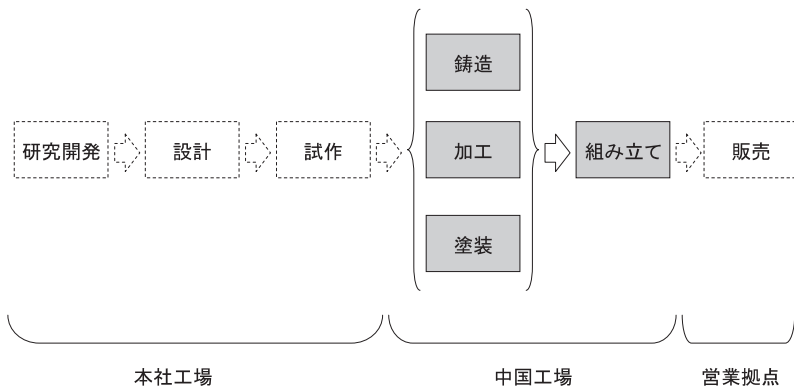 研究開発
設計
試作
鋳造
加工
塗装
組み立て
販売
本社工場
中国工場
営業拠点